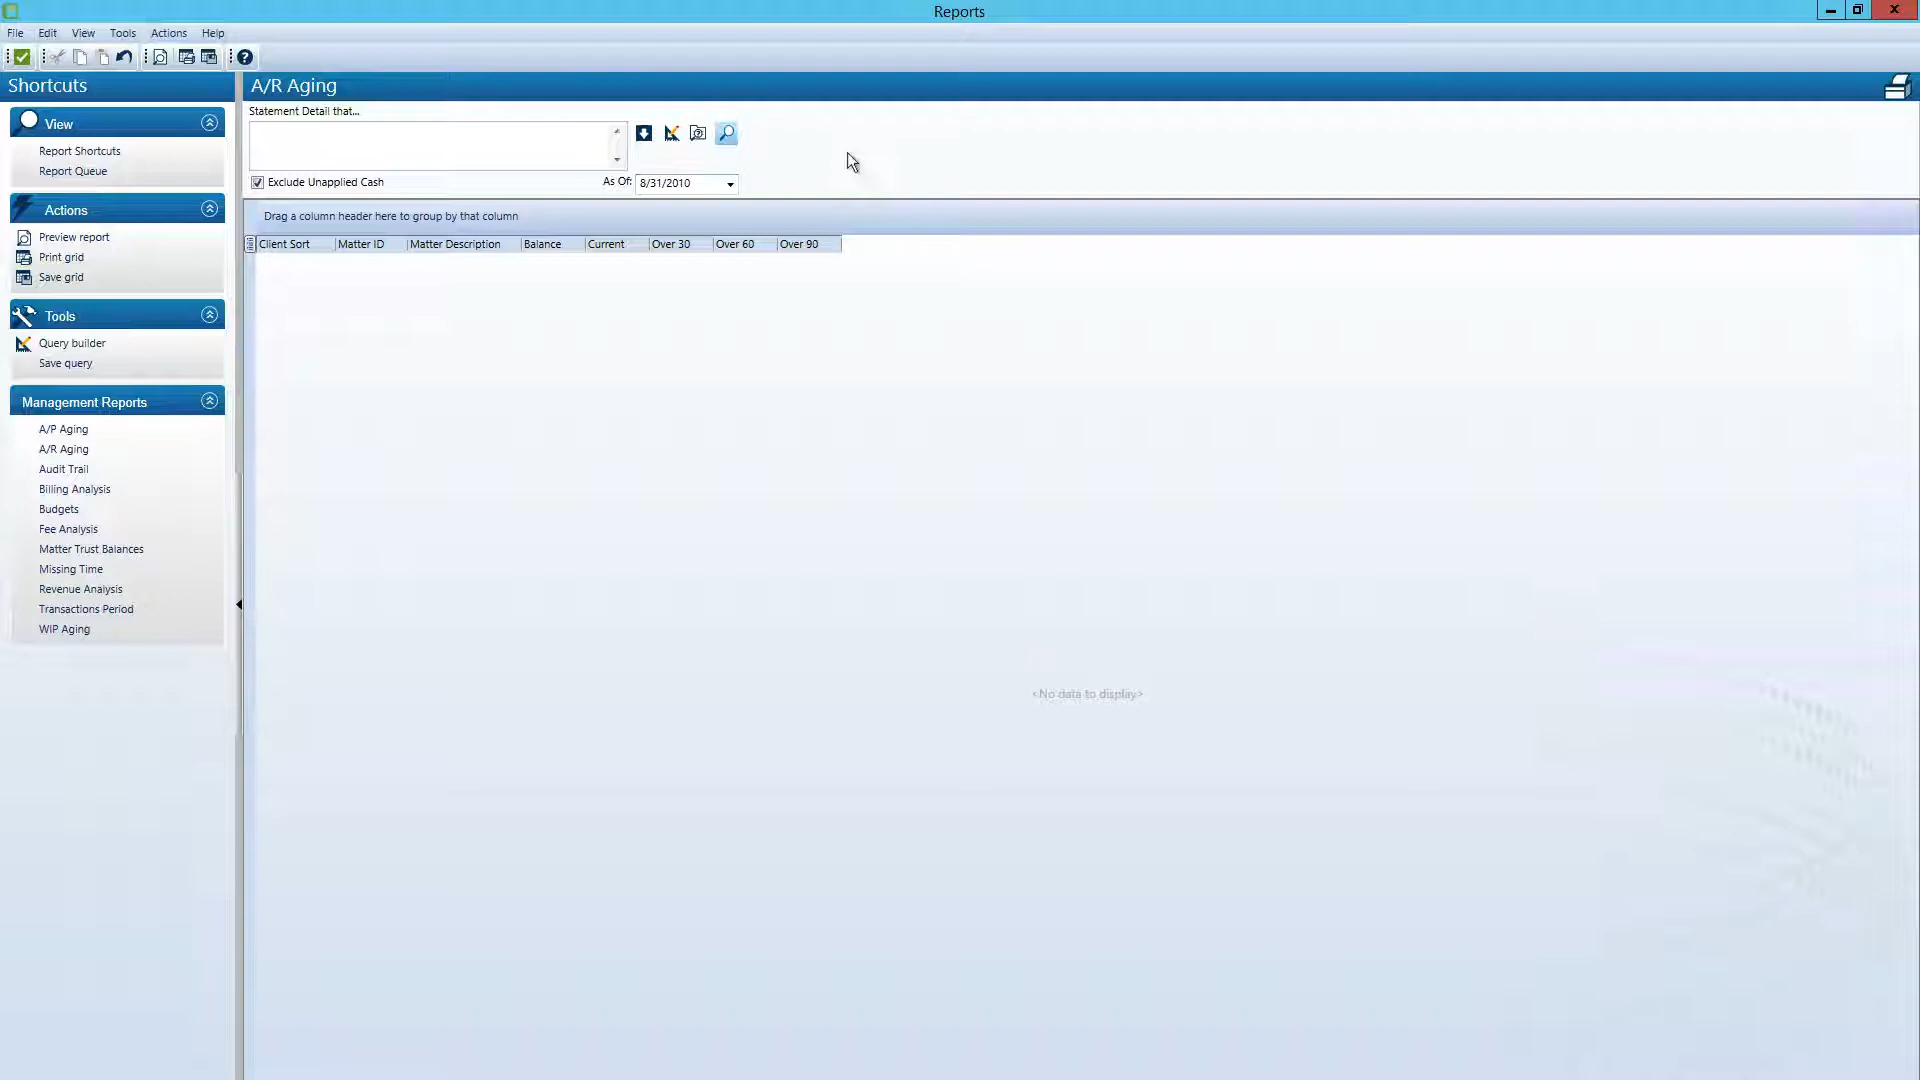 Reports
File Edit View Tools Actions Help
Shortcuts
View
Report Shortcuts
Report Queue
Actions
Preview report
Print grid
Save grid
Tools
Query builder
Save query
Management Reports
A/P Aging
A/R Aging
Audit Trail
Billing Analysis
Budgets
Fee Analysis
Matter Trust Balances
Missing Time
Revenue Analysis
Transactions Period
WIP Aging
A/R Aging
Statement Detail that...
Exclude Unapplied Cash As Of: 8/31/2010
Drag a column header here to group by that column
Client Sort Matter ID Matter Description Balance Current Over 30 Over 60 Over 90
<No data to display>